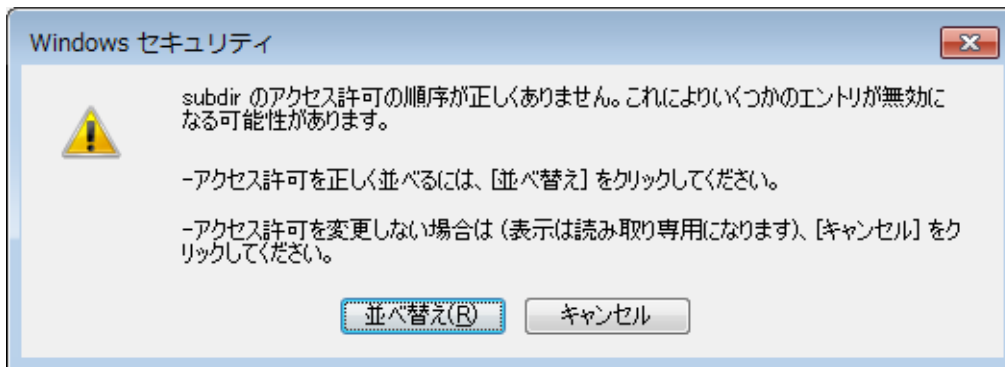 Windows セキュリティ
subdir のアクセス許可の順序が正しくありません。これによりいくつかのエントリが無効に
なる可能性があります。
-アクセス許可を正しく並べるには、[並べ替え] をクリックしてください。
-アクセス許可を変更しない場合は (表示は読み取り専用になります)、[キャンセル] をク
リックしてください。
並べ替え(R) キャンセル